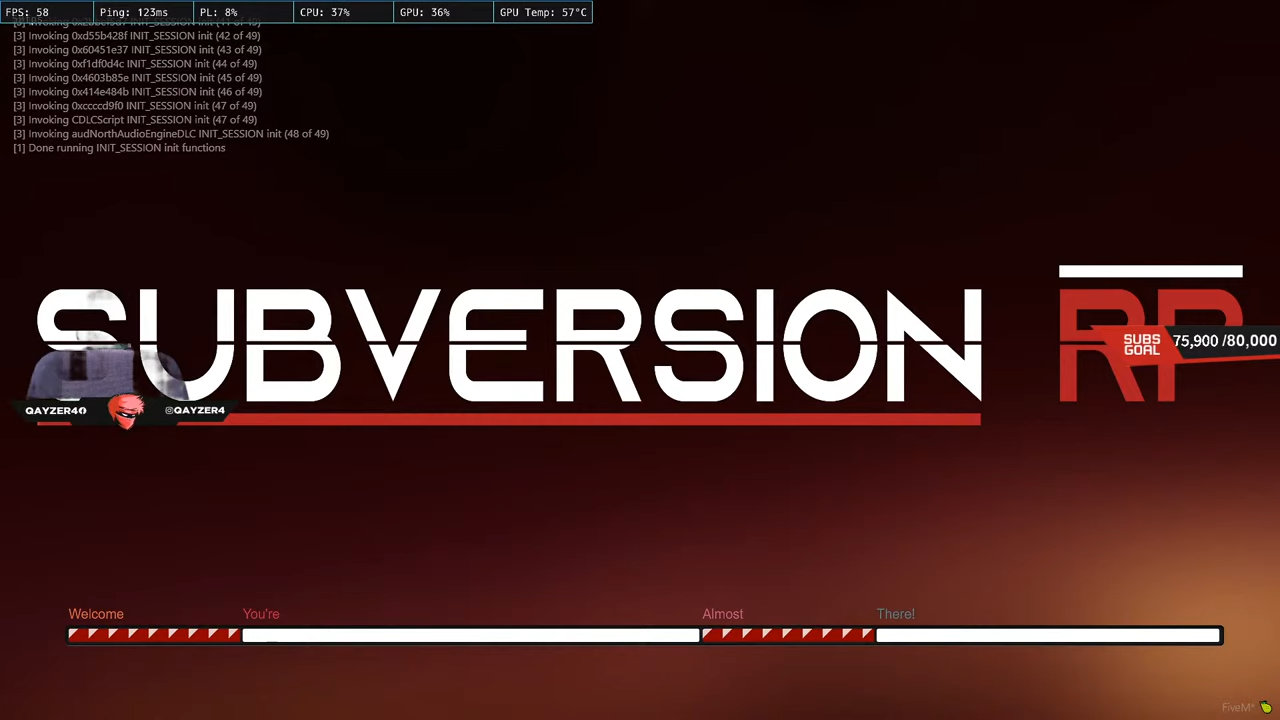 FPS: 58 Ping: 123ms PL: 8% CPU: 37% GPU: 36% GPU Temp: 57°C
[3] Invoking 0xd55b428f INIT_SESSION init (42 of 49)
[3] Invoking 0x60451e37 INIT_SESSION init (43 of 49)
[3] Invoking 0xf1df0d4c INIT_SESSION init (44 of 49)
[3] Invoking 0x4603b85e INIT_SESSION init (45 of 49)
[3] Invoking 0x414e484b INIT_SESSION init (46 of 49)
[3] Invoking 0xccccd9f0 INIT_SESSION init (47 of 49)
[3] Invoking CDLCScript INIT_SESSION init (47 of 49)
[3] Invoking audNorthAudioEngineDLC INIT_SESSION init (48 of 49)
[1] Done running INIT_SESSION init functions
SUBVERSION RP
SUBS GOAL 75,900 /80,000
QAYZER4 QAYZER4
Welcome You're Almost There!
FiveM®